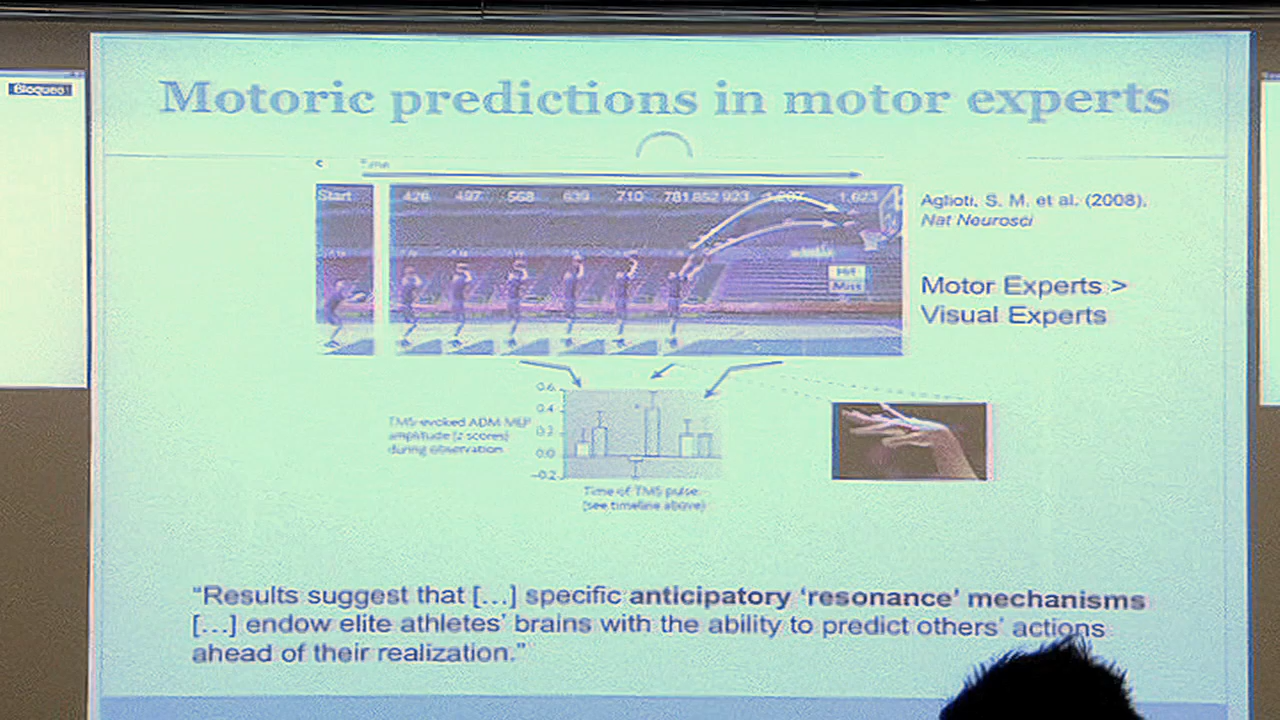 Bloqueo
Motoric predictions in motor experts
Time
Start 426 497 568 639 710 781 852 923 1,623
Hit
Miss
Aglioti, S. M. et al. (2008).
Nat Neurosci
Motor Experts >
Visual Experts
0.6
0.4
0.0
–0.2
TMS-evoked ADM MEP
amplitude (z scores)
during observation
Time of TMS pulse
(see timeline above)
“Results suggest that […] specific anticipatory ‘resonance’ mechanisms
[…] endow elite athletes’ brains with the ability to predict others’ actions
ahead of their realization.”